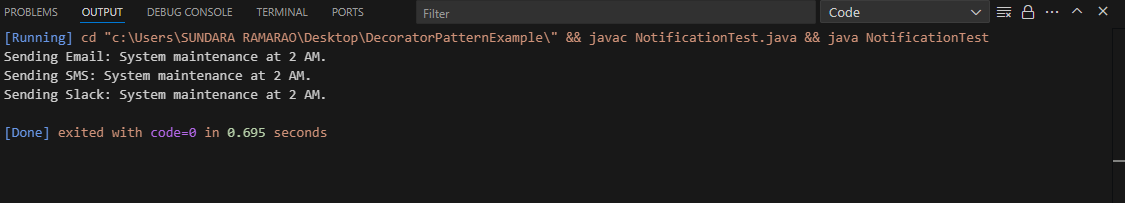 PROBLEMS OUTPUT DEBUG CONSOLE TERMINAL PORTS Filter Code
[Running] cd "c:\Users\SUNDARA RAMARAO\Desktop\DecoratorPatternExample\" && javac NotificationTest.java && java NotificationTest
Sending Email: System maintenance at 2 AM.
Sending SMS: System maintenance at 2 AM.
Sending Slack: System maintenance at 2 AM.
[Done] exited with code=0 in 0.695 seconds